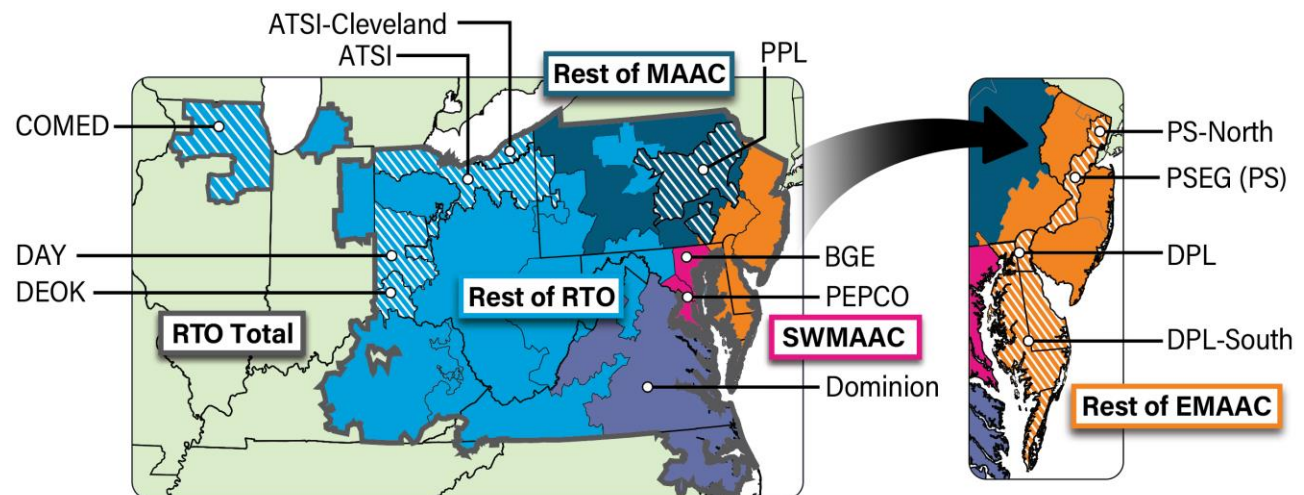 ATSI-Cleveland
ATSI
Rest of MAAC
PPL
COMED
PS-North
PSEG (PS)
DAY
BGE
DPL
DEOK
Rest of RTO
PEPCO
RTO Total
SWMAAC
DPL-South
Dominion
Rest of EMAAC